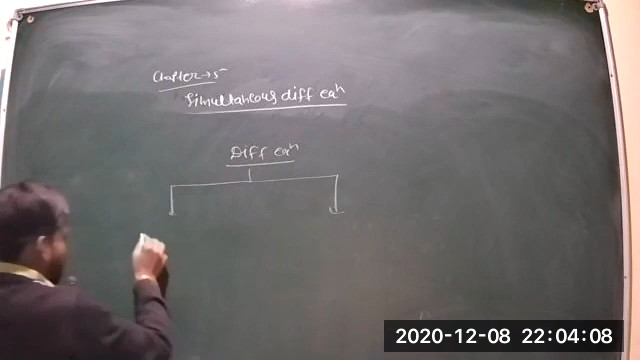 Chapter → 5
Simultaneous diff eqⁿ
Diff eqⁿ
2020-12-08 22:04:08